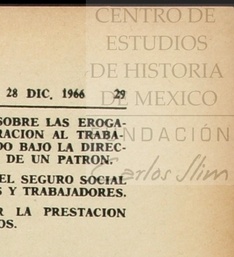 CENTRO DE
ESTUDIOS
DE HISTORIA
DE MEXICO
FUNDACIÓN
Carlos Slim
28 DIC. 1966 29
SOBRE LAS EROGA-
RACION AL TRABA-
DO BAJO LA DIREC-
DE UN PATRON.
EL SEGURO SOCIAL
S Y TRABAJADORES.
R LA PRESTACION
OS.